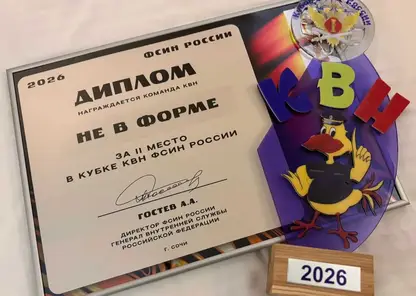 ФСИН РОССИИ
2026
ДИПЛОМ
НАГРАЖДАЕТСЯ КОМАНДА КВН
НЕ В ФОРМЕ
ЗА II МЕСТО
В КУБКЕ КВН ФСИН РОССИИ
ГОСТЕВ А.А.
ДИРЕКТОР ФСИН РОССИИ
ГЕНЕРАЛ ВНУТРЕННЕЙ СЛУЖБЫ
РОССИЙСКОЙ ФЕДЕРАЦИИ
Г. СОЧИ
КВН
2026